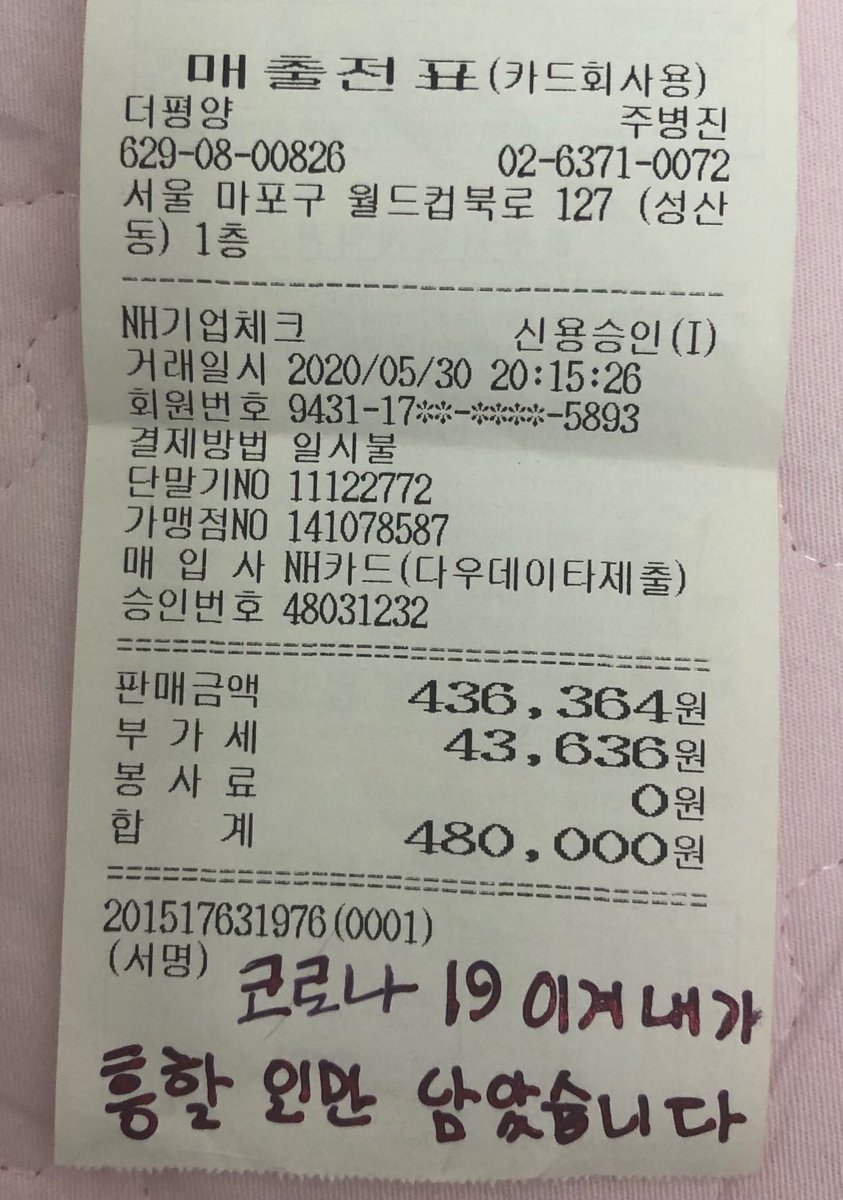 매출전표(카드회사용)
더평양 주병진
629-08-00826 02-6371-0072
서울 마포구 월드컵북로 127 (성산
동) 1층
NH기업체크 신용승인(I)
거래일시 2020/05/30 20:15:26
회원번호 9431-17**-****-5893
결제방법 일시불
단말기NO 11122772
가맹점NO 141078587
매 입 사 NH카드(다우데이타제출)
승인번호 48031232
판매금액 436,364원
부 가 세 43,636원
봉 사 료 0원
합 계 480,000원
201517631976(0001)
(서명) 코로나 19 이겨내가
흥할 일만 남았습니다